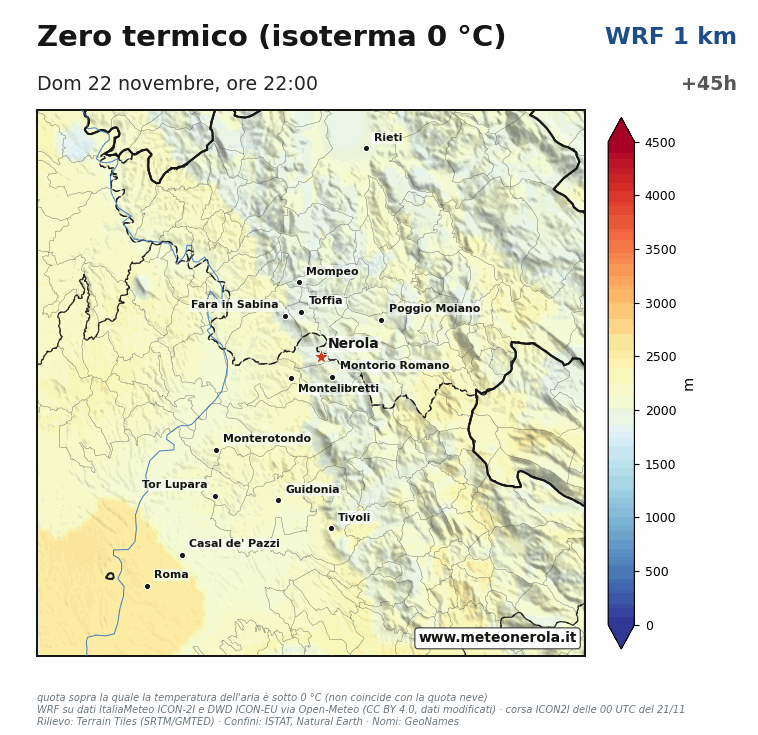 Zero termico (isoterma 0 °C)
WRF 1 km
Dom 22 novembre, ore 22:00
+45h
Rieti
Mompeo
Fara in Sabina
Toffia
Poggio Moiano
Nerola
Montorio Romano
Montelibretti
Monterotondo
Tor Lupara
Guidonia
Tivoli
Casal de' Pazzi
Roma
www.meteonerola.it
4500
4000
3500
3000
2500
2000
1500
1000
500
0
m
quota sopra la quale la temperatura dell'aria è sotto 0 °C (non coincide con la quota neve)
WRF su dati ItaliaMeteo ICON-2I e DWD ICON-EU via Open-Meteo (CC BY 4.0, dati modificati) · corsa ICON2I delle 00 UTC del 21/11
Rilievo: Terrain Tiles (SRTM/GMTED) · Confini: ISTAT, Natural Earth · Nomi: GeoNames